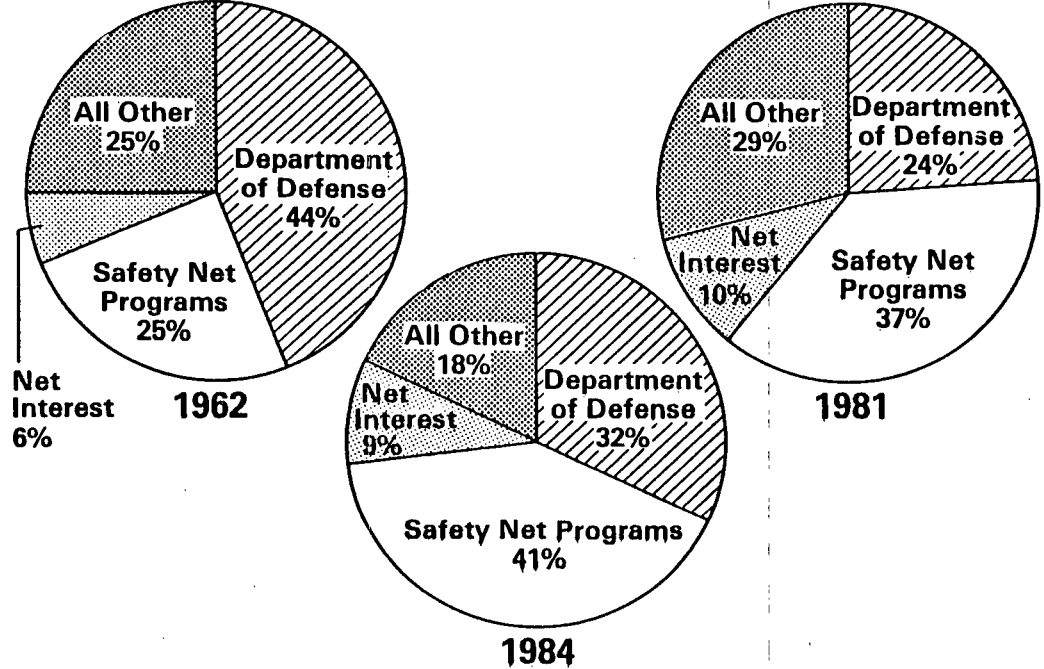 All Other
25%
Department
of Defense
44%
Safety Net
Programs
25%
Net
Interest
6%
1962
All Other
29%
Department
of Defense
24%
Net
Interest
10%
Safety Net
Programs
37%
1981
All Other
18%
Department
of Defense
32%
Net
Interest
9%
Safety Net Programs
41%
1984